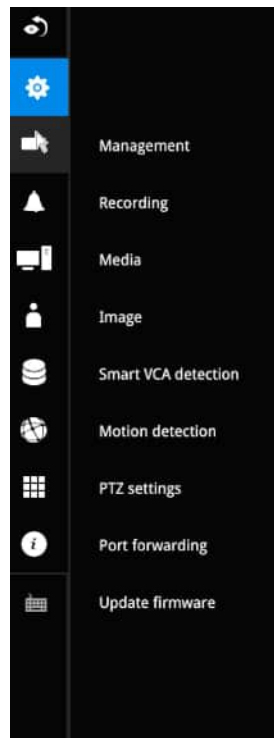 Management
Recording
Media
Image
Smart VCA detection
Motion detection
PTZ settings
Port forwarding
Update firmware